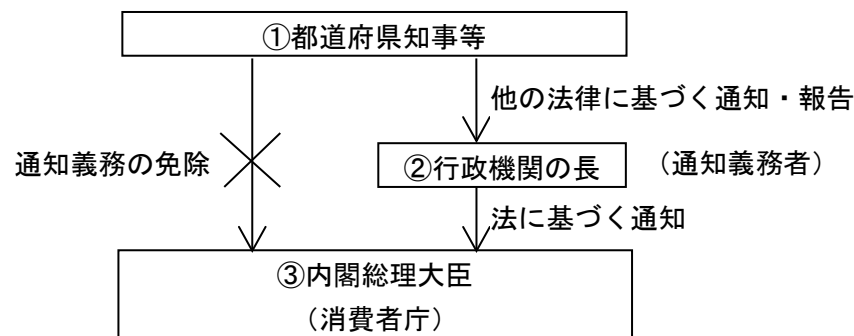 ①都道府県知事等
他の法律に基づく通知・報告
通知義務の免除
②行政機関の長
（通知義務者）
法に基づく通知
③内閣総理大臣
（消費者庁）